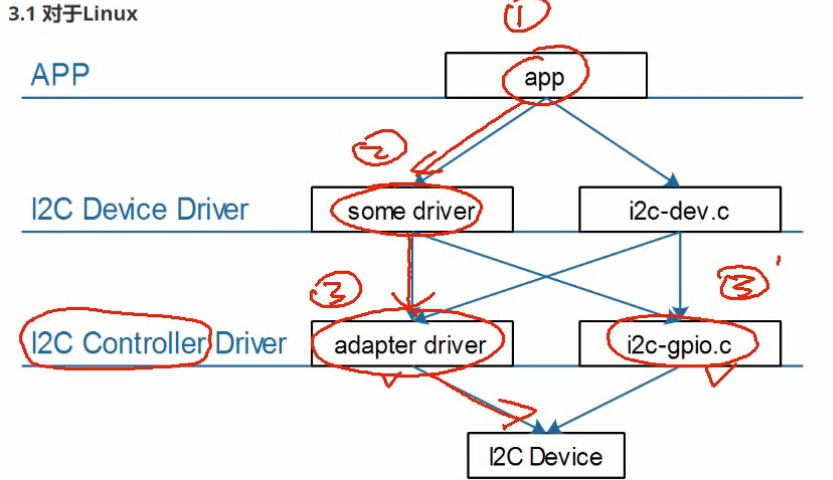 3.1 对于Linux
①
APP
app
②
I2C Device Driver
some driver
i2c-dev.c
③
③'
I2C Controller Driver
adapter driver
i2c-gpio.c
I2C Device